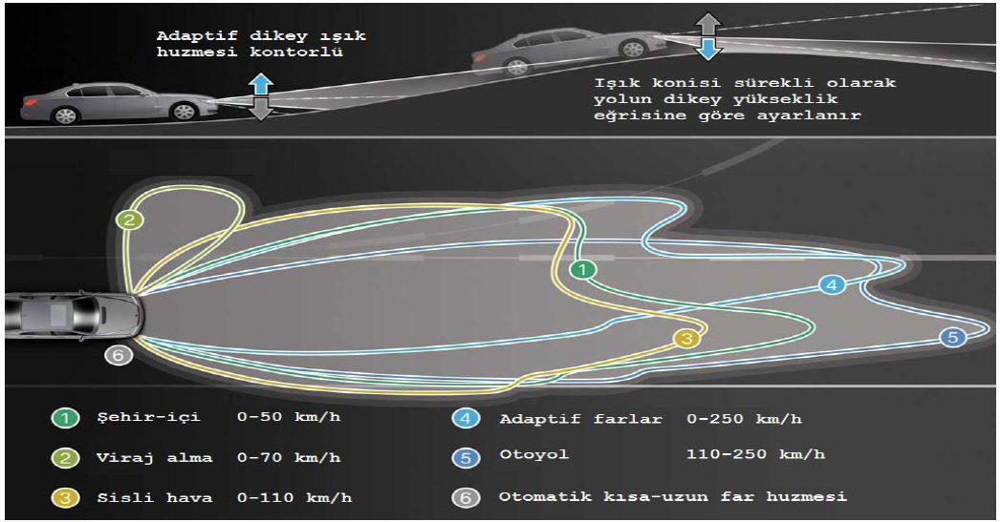 Adaptif dikey ışık
huzmesi kontorlü
Işık konisi sürekli olarak
yolun dikey yükseklik
eğrisine göre ayarlanır
2
1
4
3
5
6
1 Şehir-içi 0-50 km/h
4 Adaptif farlar 0-250 km/h
2 Viraj alma 0-70 km/h
5 Otoyol 110-250 km/h
3 Sisli hava 0-110 km/h
6 Otomatik kısa-uzun far huzmesi